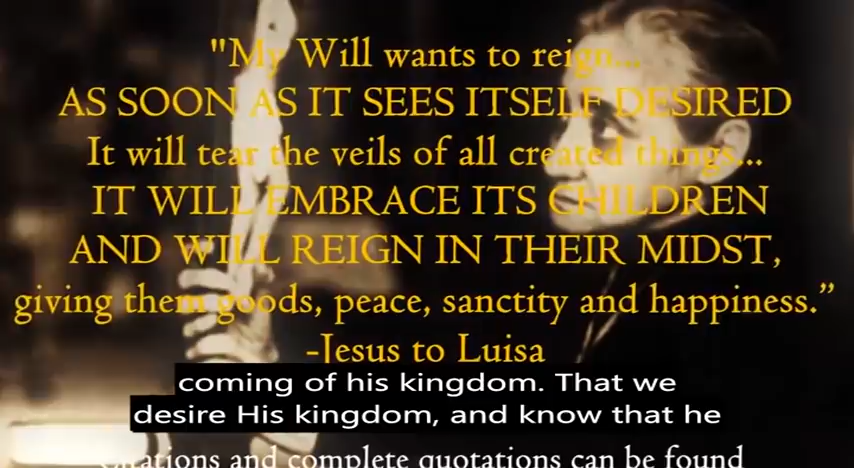 "My Will wants to reign...
AS SOON AS IT SEES ITSELF DESIRED
It will tear the veils of all created things...
IT WILL EMBRACE ITS CHILDREN
AND WILL REIGN IN THEIR MIDST,
giving them goods, peace, sanctity and happiness.”
-Jesus to Luisa
coming of his kingdom. That we
desire His kingdom, and know that he
and complete quotations can be found